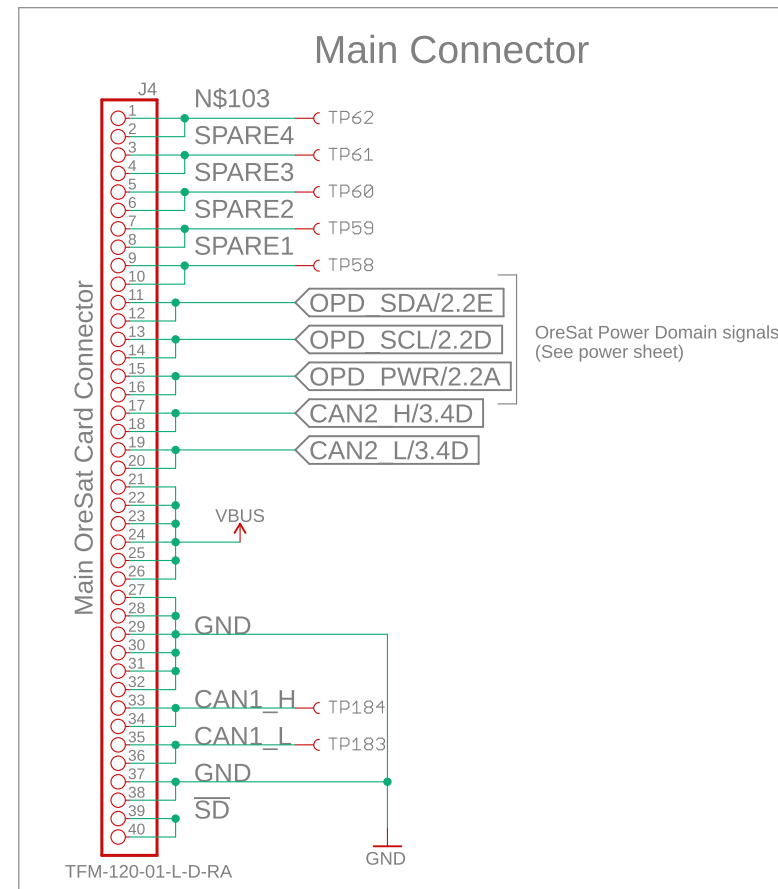 Main Connector
J4
N$103
1
TP62
2
SPARE4
3
TP61
4
SPARE3
5
TP60
6
SPARE2
7
TP59
8
SPARE1
9
TP58
10
11
OPD_SDA/2.2E
12
13
OPD_SCL/2.2D
OreSat Power Domain signals
(See power sheet)
14
15
OPD_PWR/2.2A
16
17
CAN2_H/3.4D
18
19
CAN2_L/3.4D
20
21
22
23
VBUS
24
25
26
27
28
29
GND
30
31
32
33
CAN1_H
TP184
34
35
CAN1_L
TP183
36
37
GND
38
39
SD
40
Main OreSat Card Connector
GND
TFM-120-01-L-D-RA